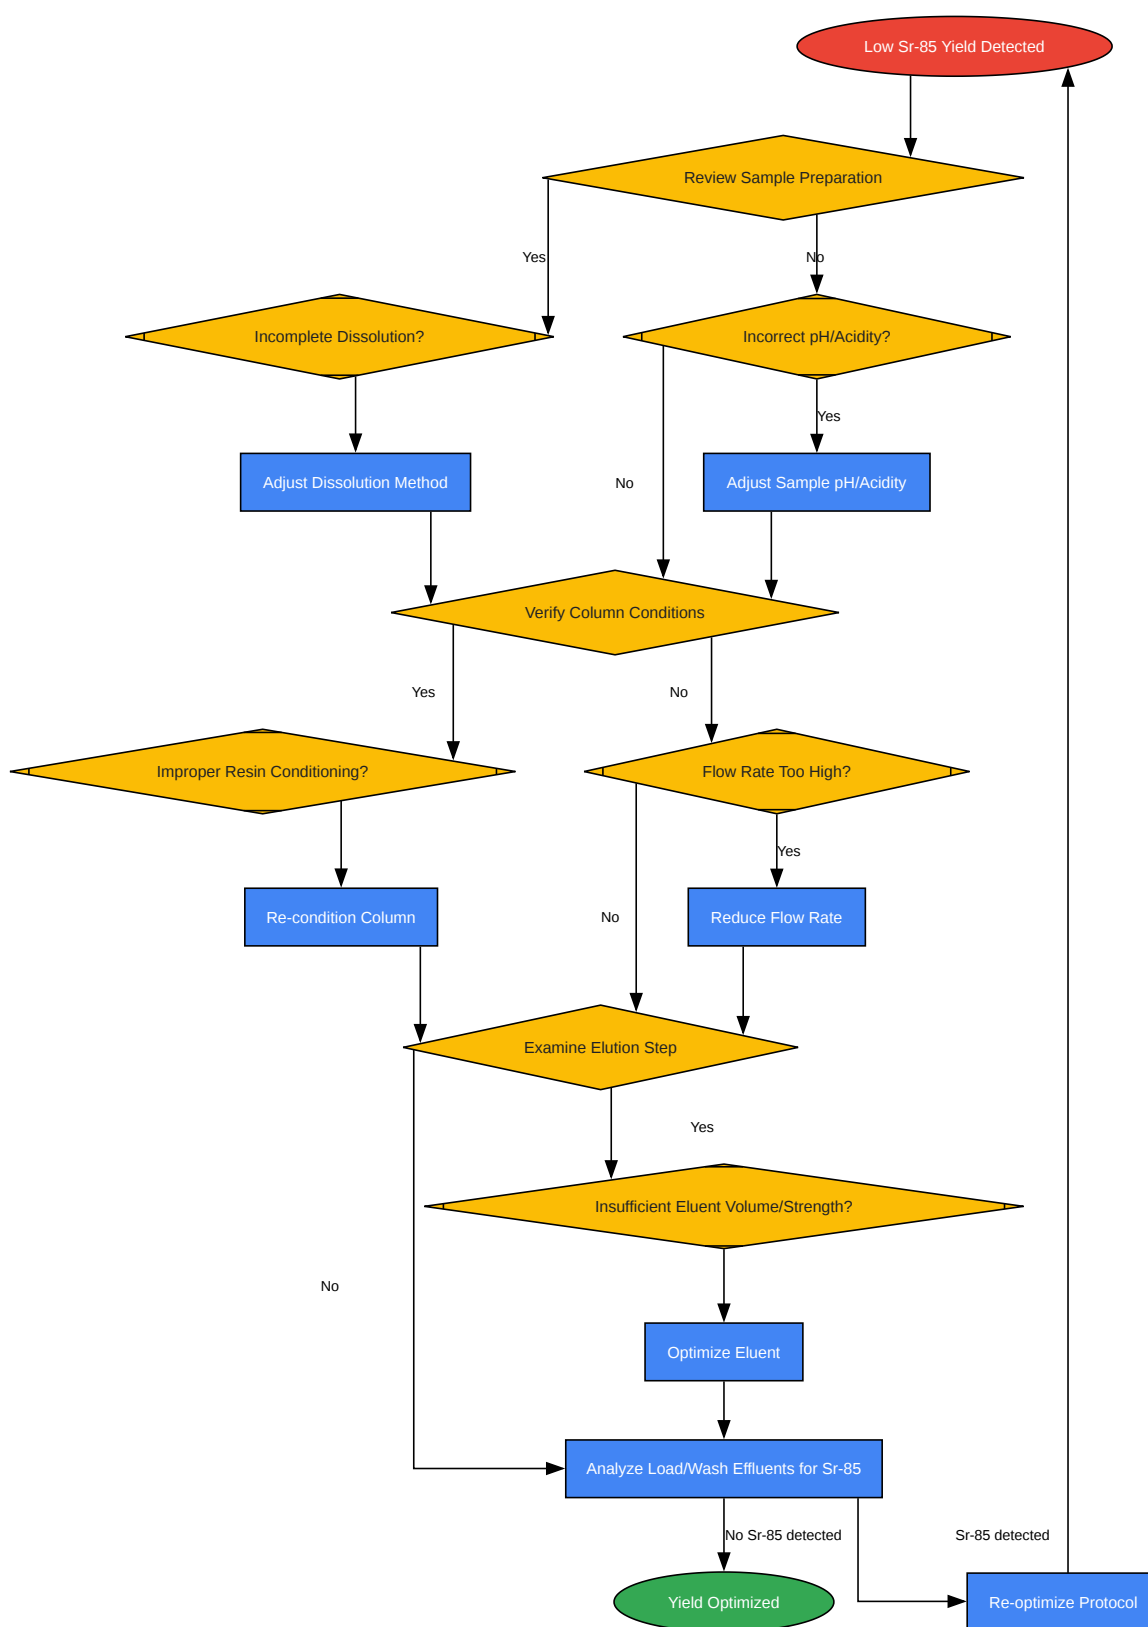 Low Sr-85 Yield Detected
Review Sample Preparation
Yes
No
Incomplete Dissolution?
Incorrect pH/Acidity?
Yes
Adjust Dissolution Method
No
Adjust Sample pH/Acidity
Verify Column Conditions
Yes
No
Improper Resin Conditioning?
Flow Rate Too High?
Yes
Re-condition Column
No
Reduce Flow Rate
Examine Elution Step
Yes
Insufficient Eluent Volume/Strength?
No
Optimize Eluent
Analyze Load/Wash Effluents for Sr-85
No Sr-85 detected
Sr-85 detected
Yield Optimized
Re-optimize Protocol